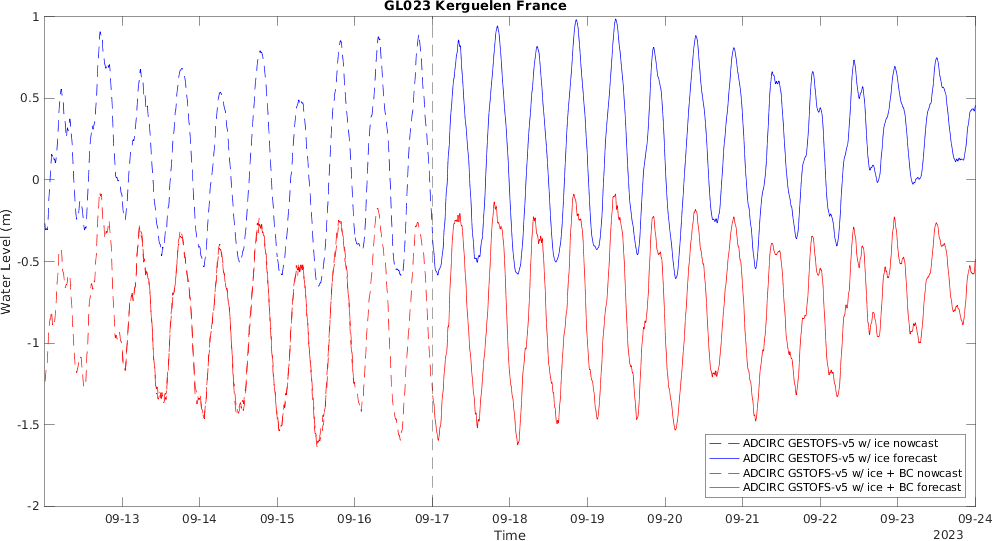 GL023 Kerguelen France
1
0.5
0
-0.5
-1
-1.5
-2
Water Level (m)
09-13 09-14 09-15 09-16 09-17 09-18 09-19 09-20 09-21 09-22 09-23 09-24
Time
2023
ADCIRC GESTOFS-v5 w/ ice nowcast
ADCIRC GESTOFS-v5 w/ ice forecast
ADCIRC GSTOFS-v5 w/ ice + BC nowcast
ADCIRC GSTOFS-v5 w/ ice + BC forecast